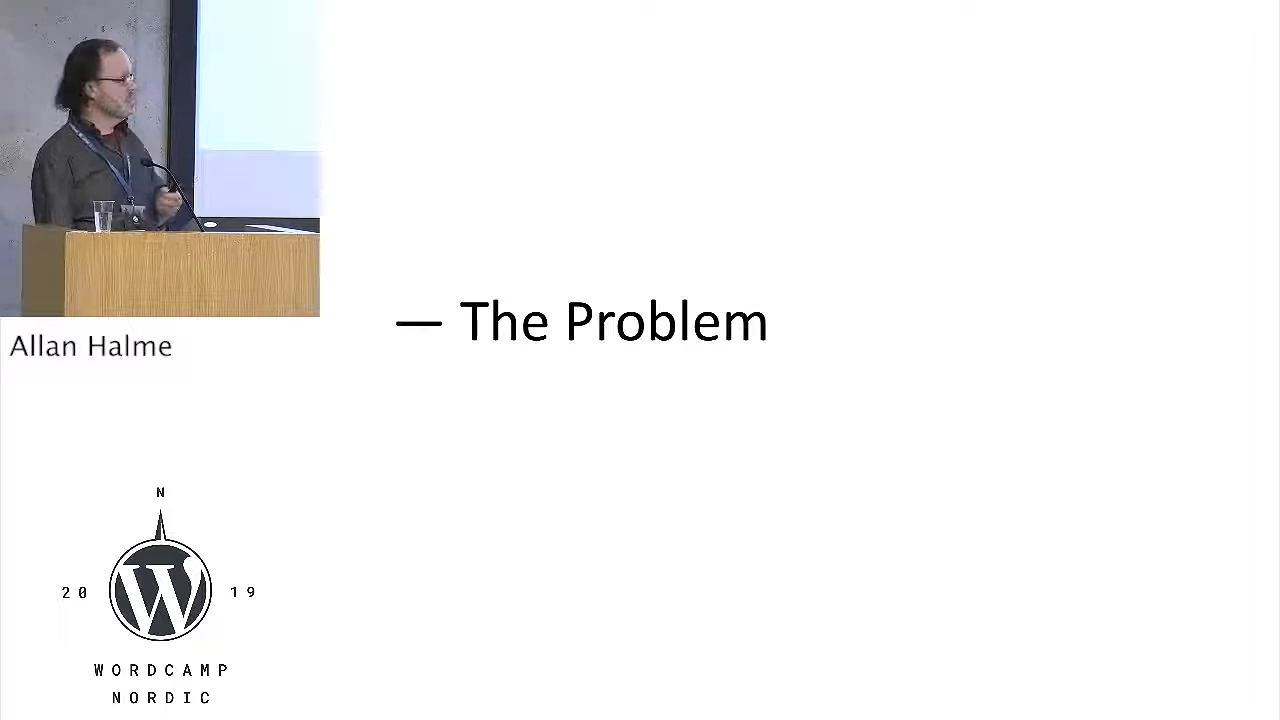 — The Problem
Allan Halme
N
20 19
WORDCAMP
NORDIC